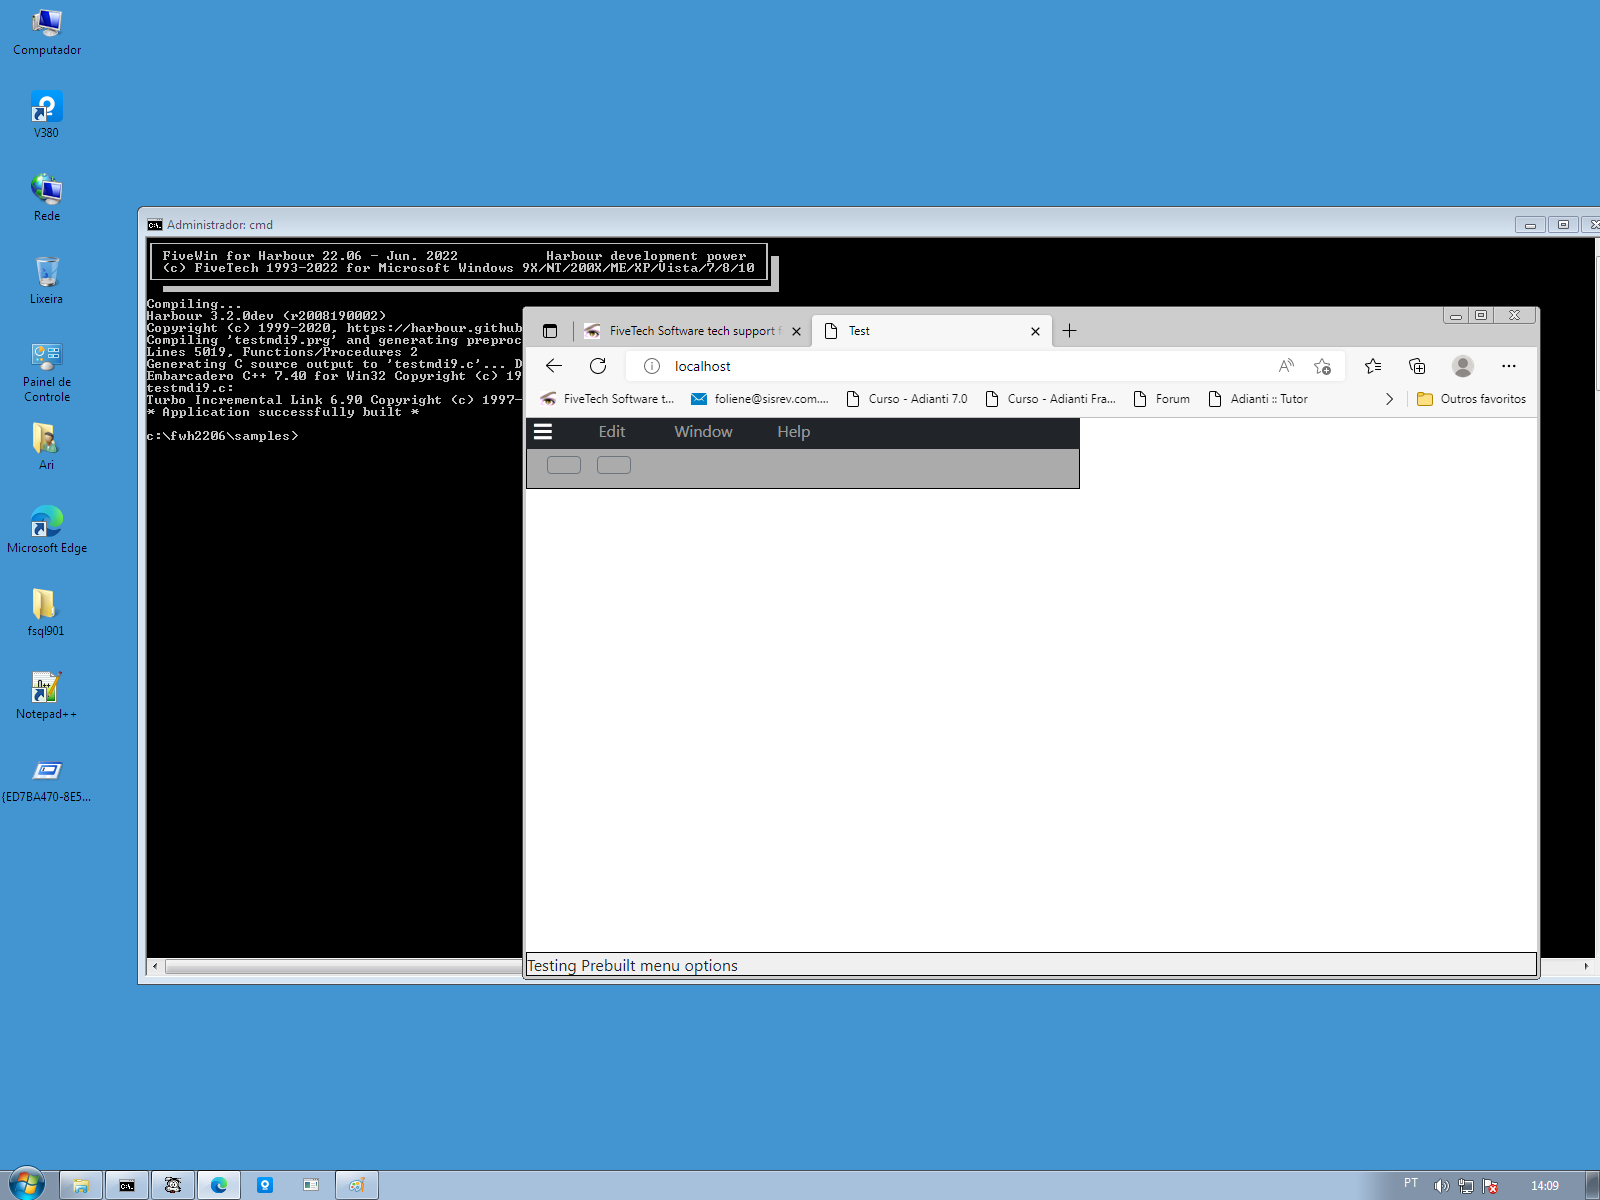 Computador
V380
Rede
Lixeira
Painel de
Controle
Ari
Microsoft Edge
fsql901
Notepad++
{ED7BA470-8E5...
Administrador: cmd
FiveWin for Harbour 22.06 - Jun. 2022 Harbour development power
(c) FiveTech 1993-2022 for Microsoft Windows 9X/NT/200X/ME/XP/Vista/7/8/10
Compiling...
Harbour 3.2.0dev (r2008190002)
Copyright (c) 1999-2020, https://harbour.github
Compiling 'testmdi9.prg' and generating preproc
Lines 5019, Functions/Procedures 2
Generating C source output to 'testmdi9.c'... D
Embarcadero C++ 7.40 for Win32 Copyright (c) 19
testmdi9.c:
Turbo Incremental Link 6.90 Copyright (c) 1997-
* Application successfully built *
c:\fwh2206\samples>
FiveTech Software tech support f
Test
localhost
FiveTech Software t...
foliene@sisrev.com....
Curso - Adianti 7.0
Curso - Adianti Fra...
Forum
Adianti :: Tutor
Outros favoritos
Edit Window Help
Testing Prebuilt menu options
PT
14:09